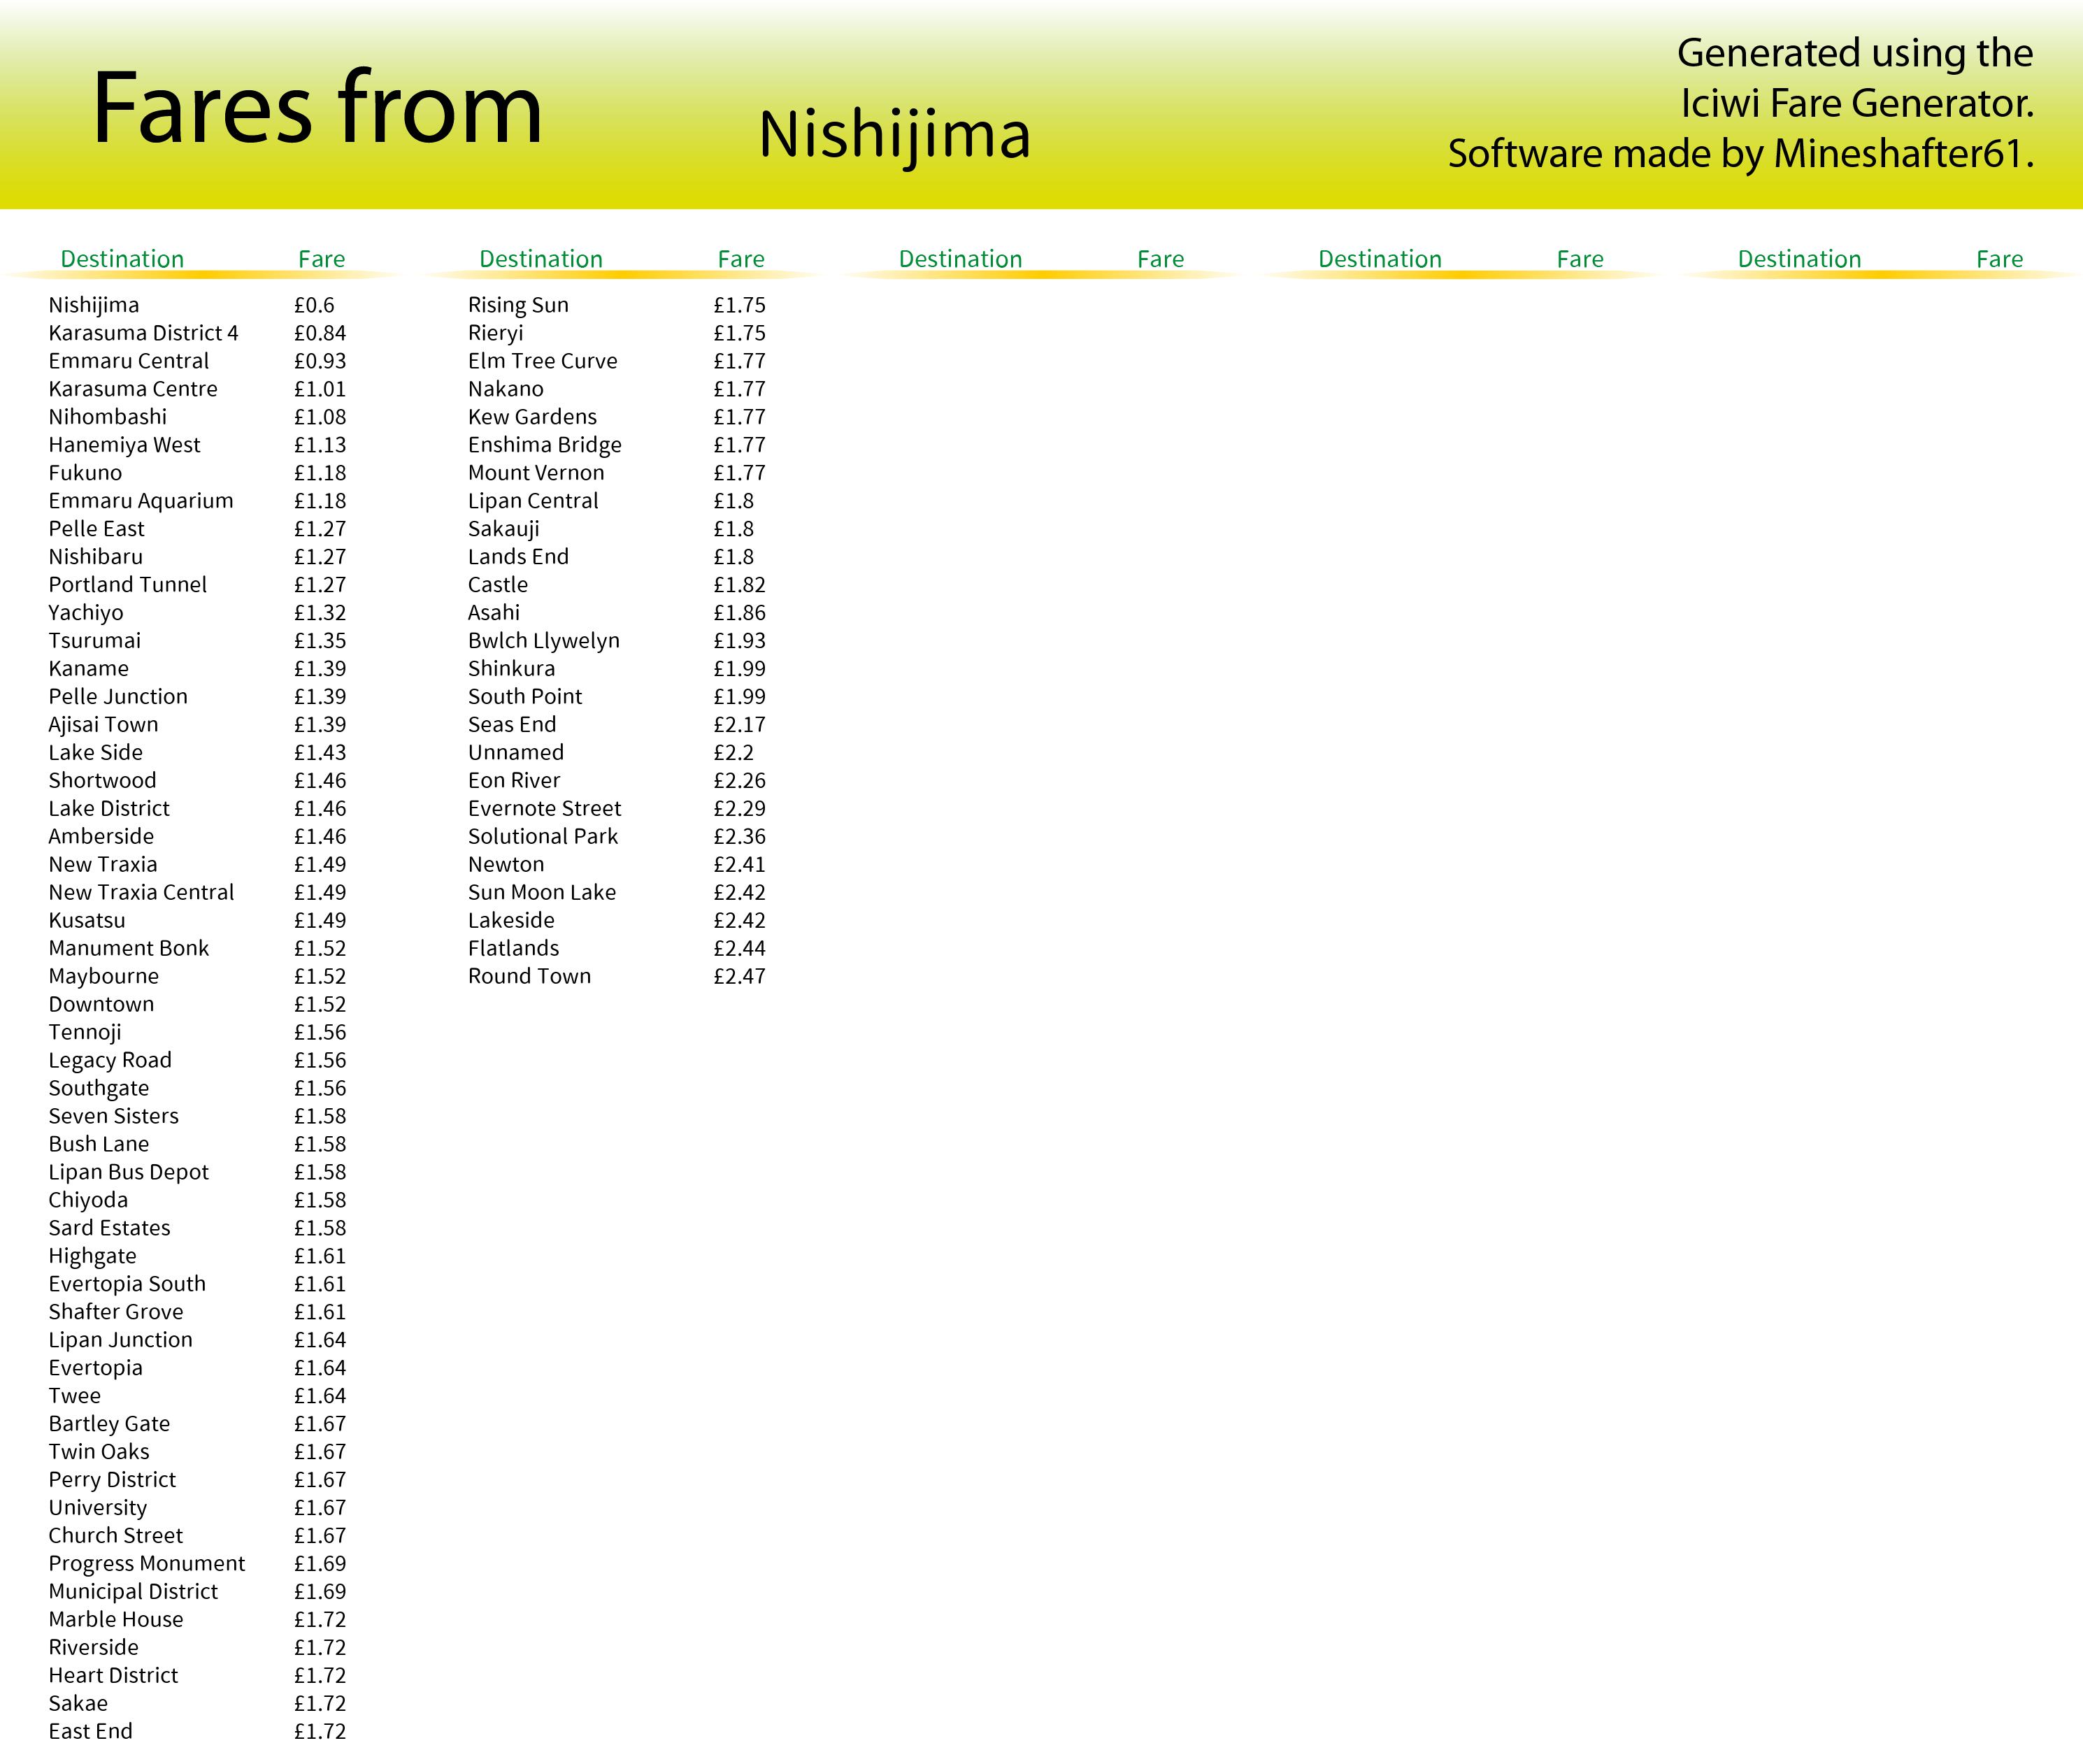 Fares from
Nishijima
Generated using the
Iciwi Fare Generator.
Software made by Mineshafter61.
Destination Fare
Nishijima £0.6
Karasuma District 4 £0.84
Emmaru Central £0.93
Karasuma Centre £1.01
Nihombashi £1.08
Hanemiya West £1.13
Fukuno £1.18
Emmaru Aquarium £1.18
Pelle East £1.27
Nishibaru £1.27
Portland Tunnel £1.27
Yachiyo £1.32
Tsurumai £1.35
Kaname £1.39
Pelle Junction £1.39
Ajisai Town £1.39
Lake Side £1.43
Shortwood £1.46
Lake District £1.46
Amberside £1.46
New Traxia £1.49
New Traxia Central £1.49
Kusatsu £1.49
Manument Bonk £1.52
Maybourne £1.52
Downtown £1.52
Tennoji £1.56
Legacy Road £1.56
Southgate £1.56
Seven Sisters £1.58
Bush Lane £1.58
Lipan Bus Depot £1.58
Chiyoda £1.58
Sard Estates £1.58
Highgate £1.61
Evertopia South £1.61
Shafter Grove £1.61
Lipan Junction £1.64
Evertopia £1.64
Twee £1.64
Bartley Gate £1.67
Twin Oaks £1.67
Perry District £1.67
University £1.67
Church Street £1.67
Progress Monument £1.69
Municipal District £1.69
Marble House £1.72
Riverside £1.72
Heart District £1.72
Sakae £1.72
East End £1.72
Destination Fare
Rising Sun £1.75
Rieryi £1.75
Elm Tree Curve £1.77
Nakano £1.77
Kew Gardens £1.77
Enshima Bridge £1.77
Mount Vernon £1.77
Lipan Central £1.8
Sakauji £1.8
Lands End £1.8
Castle £1.82
Asahi £1.86
Bwlch Llywelyn £1.93
Shinkura £1.99
South Point £1.99
Seas End £2.17
Unnamed £2.2
Eon River £2.26
Evernote Street £2.29
Solutional Park £2.36
Newton £2.41
Sun Moon Lake £2.42
Lakeside £2.42
Flatlands £2.44
Round Town £2.47
Destination Fare
Destination Fare
Destination Fare